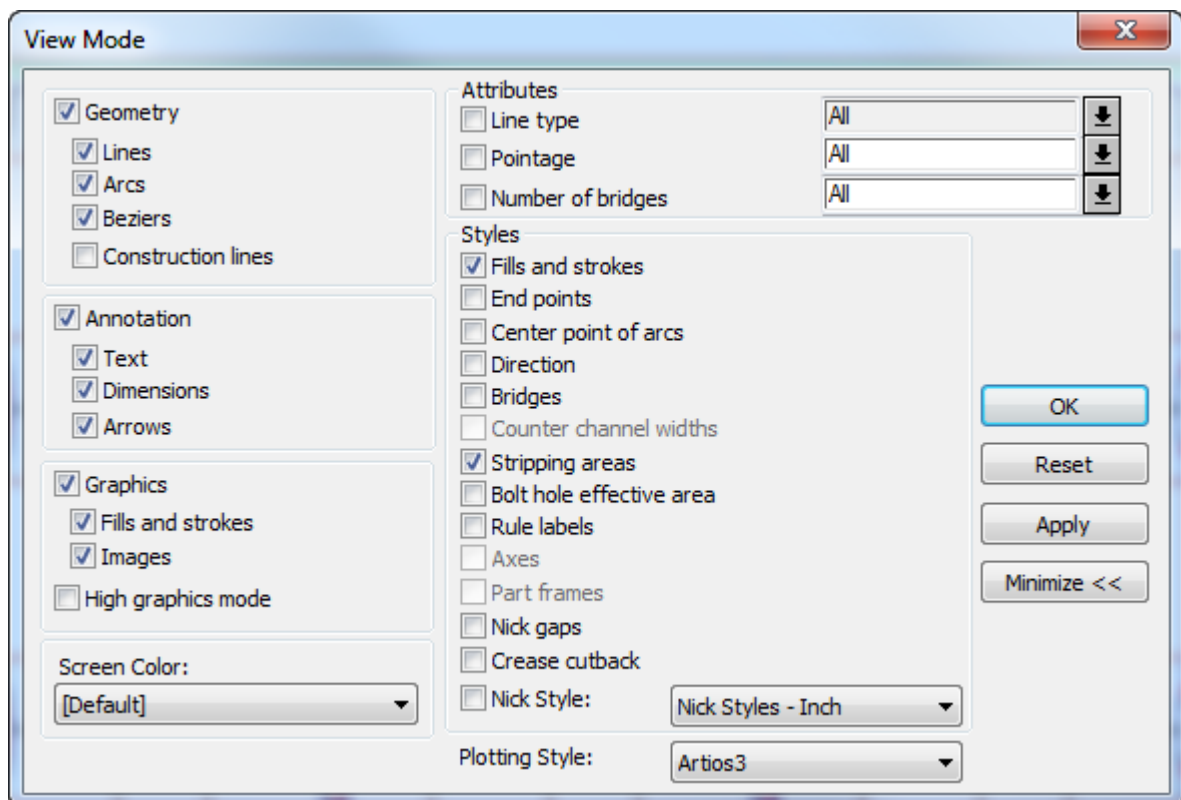 View Mode
Geometry
Lines
Arcs
Beziers
Construction lines
Annotation
Text
Dimensions
Arrows
Graphics
Fills and strokes
Images
High graphics mode
Screen Color:
[Default]
Attributes
Line type All
Pointage All
Number of bridges All
Styles
Fills and strokes
End points
Center point of arcs
Direction
Bridges
Counter channel widths
Stripping areas
Bolt hole effective area
Rule labels
Axes
Part frames
Nick gaps
Crease cutback
Nick Style: Nick Styles - Inch
Plotting Style: Artios3
OK
Reset
Apply
Minimize <<